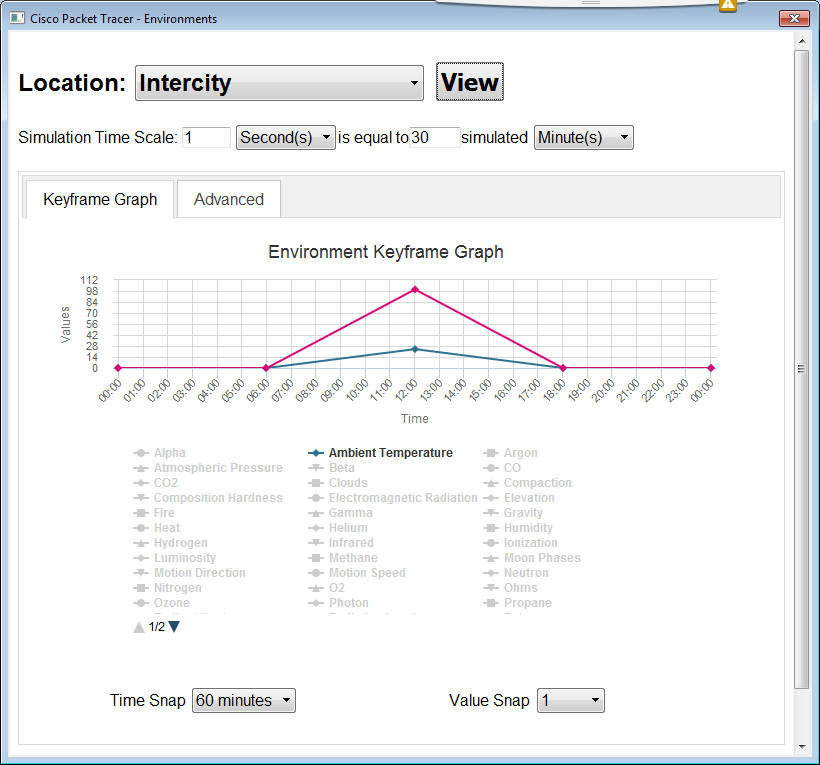 Cisco Packet Tracer - Environments
Location: Intercity View
Simulation Time Scale: 1 Second(s) is equal to 30 simulated Minute(s)
Keyframe Graph Advanced
Environment Keyframe Graph
112
98
84
70
56
42
28
14
0
Values
00:00 01:00 02:00 03:00 04:00 05:00 06:00 07:00 08:00 09:00 10:00 11:00 12:00 13:00 14:00 15:00 16:00 17:00 18:00 19:00 20:00 21:00 22:00 23:00 00:00
Time
Alpha Ambient Temperature Argon
Atmospheric Pressure Beta CO
CO2 Clouds Compaction
Composition Hardness Electromagnetic Radiation Elevation
Fire Gamma Gravity
Heat Helium Humidity
Hydrogen Infrared Ionization
Luminosity Methane Moon Phases
Motion Direction Motion Speed Neutron
Nitrogen O2 Ohms
Ozone Photon Propane
1/2
Time Snap 60 minutes Value Snap 1